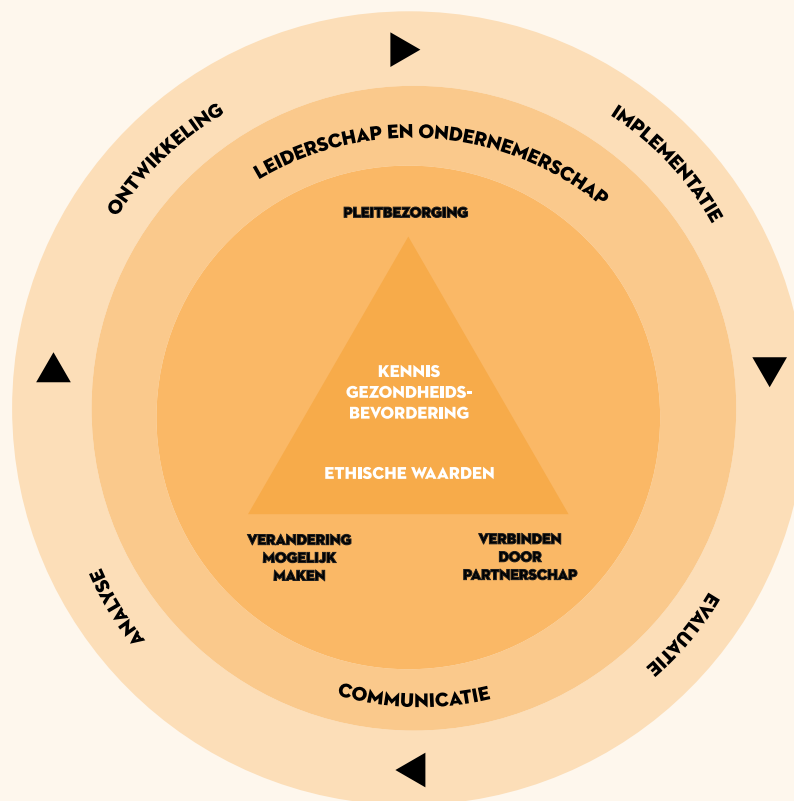 ONTWIKKELING
IMPLEMENTATIE
LEIDERSCHAP EN ONDERNEMERSCHAP
PLEITBEZORGING
KENNIS
GEZONDHEIDS-
BEVORDERING
ETHISCHE WAARDEN
VERANDERING
MOGELIJK
MAKEN
VERBINDEN
DOOR
PARTNERSCHAP
ANALYSE
EVALUATIE
COMMUNICATIE